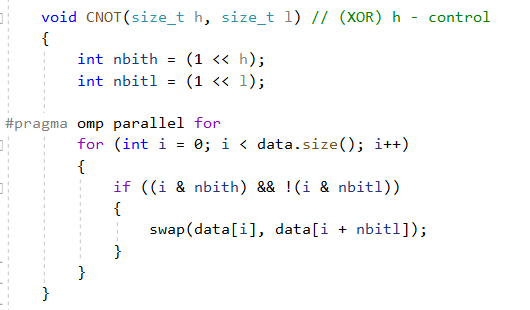 void CNOT(size_t h, size_t l) // (XOR) h - control
{
int nbith = (1 << h);
int nbitl = (1 << l);
#pragma omp parallel for
for (int i = 0; i < data.size(); i++)
{
if ((i & nbith) && !(i & nbitl))
{
swap(data[i], data[i + nbitl]);
}
}
}